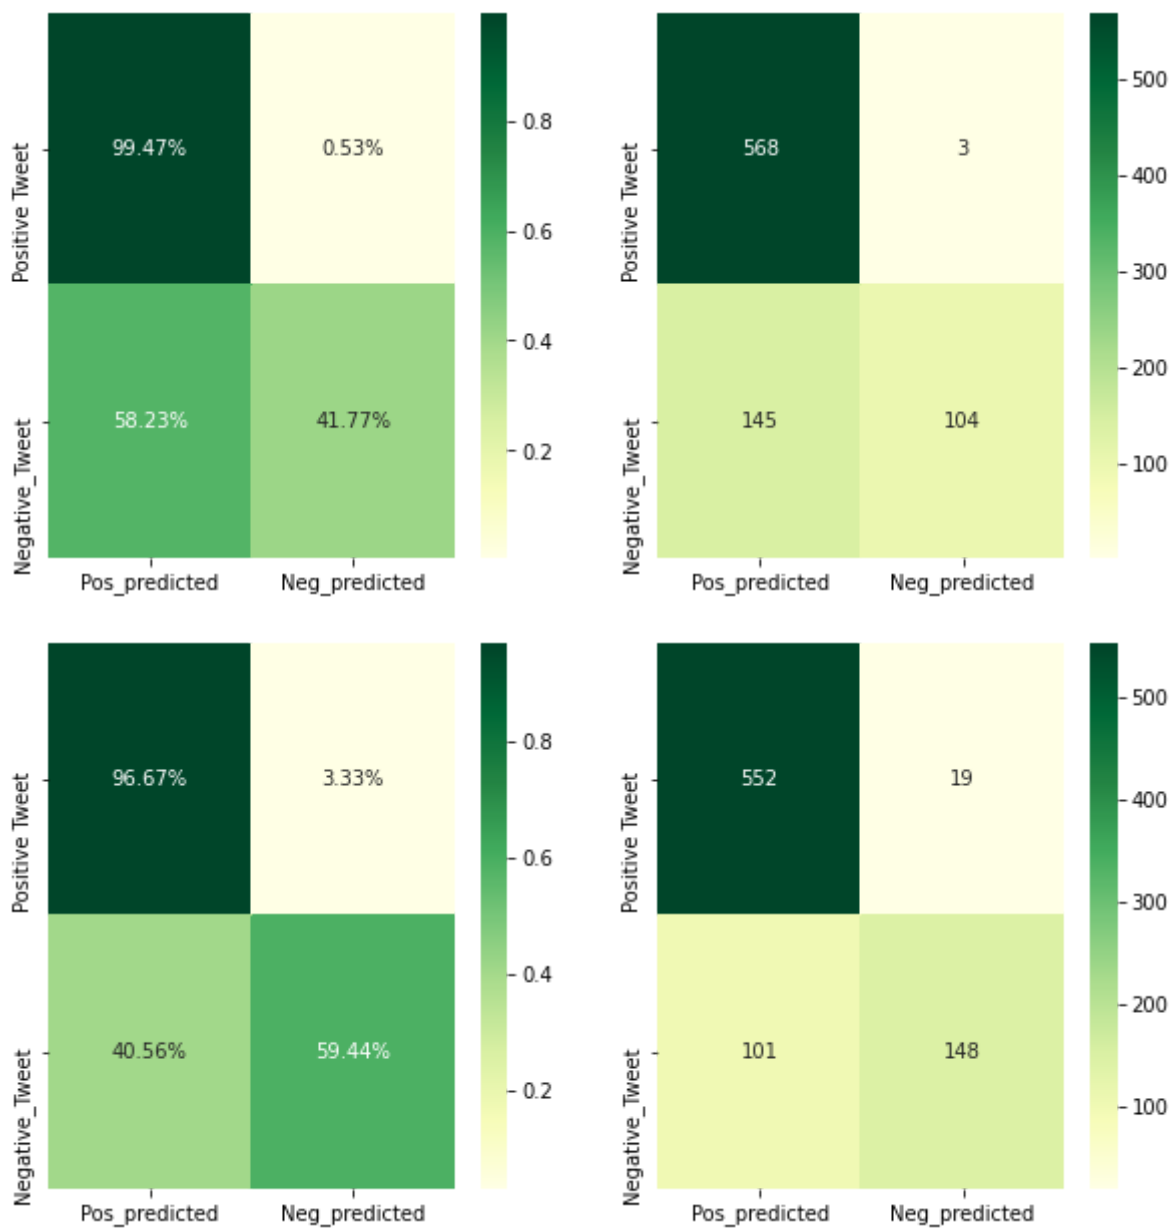 Positive Tweet
Negative_Tweet
99.47%
0.53%
58.23%
41.77%
Pos_predicted
Neg_predicted
0.8
0.6
0.4
0.2
Positive Tweet
Negative_Tweet
568
3
145
104
Pos_predicted
Neg_predicted
500
400
300
200
100
Positive Tweet
Negative_Tweet
96.67%
3.33%
40.56%
59.44%
Pos_predicted
Neg_predicted
0.8
0.6
0.4
0.2
Positive Tweet
Negative_Tweet
552
19
101
148
Pos_predicted
Neg_predicted
500
400
300
200
100